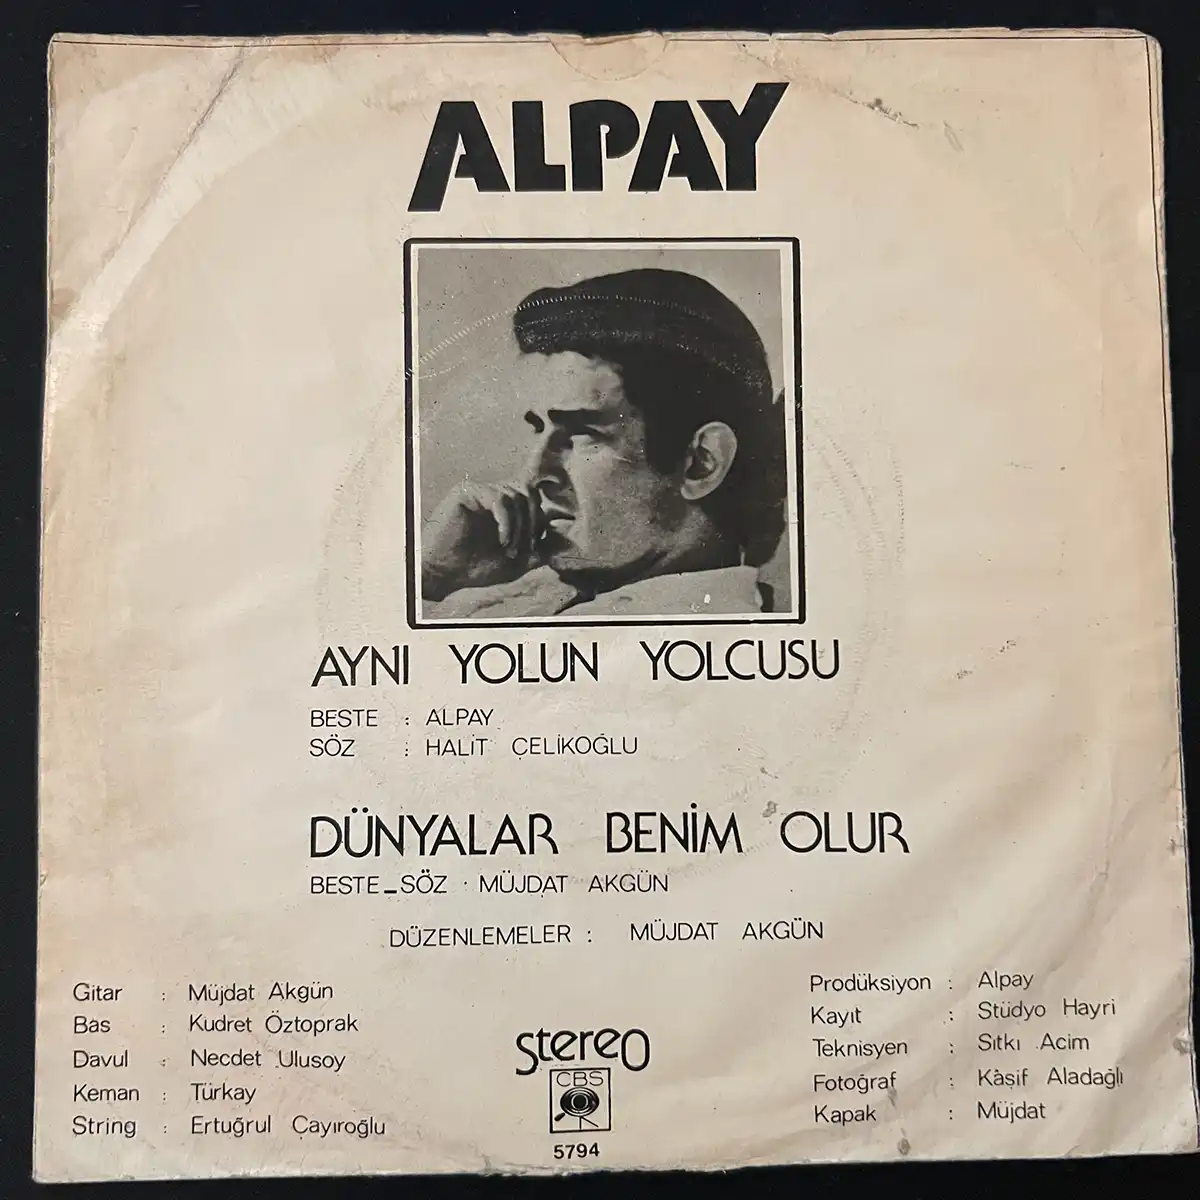 ALPAY
AYNI YOLUN YOLCUSU
BESTE : ALPAY
SÖZ : HALİT ÇELİKOĞLU
DÜNYALAR BENİM OLUR
BESTE_SÖZ : MÜJDAT AKGÜN
DÜZENLEMELER : MÜJDAT AKGÜN
Gitar : Müjdat Akgün
Bas : Kudret Öztoprak
Davul : Necdet Ulusoy
Keman : Türkay
String : Ertuğrul Çayıroğlu
stereo
CBS
5794
Prodüksiyon : Alpay
Kayıt : Stüdyo Hayri
Teknisyen : Sıtkı Acim
Fotoğraf : Kâşif Aladağlı
Kapak : Müjdat